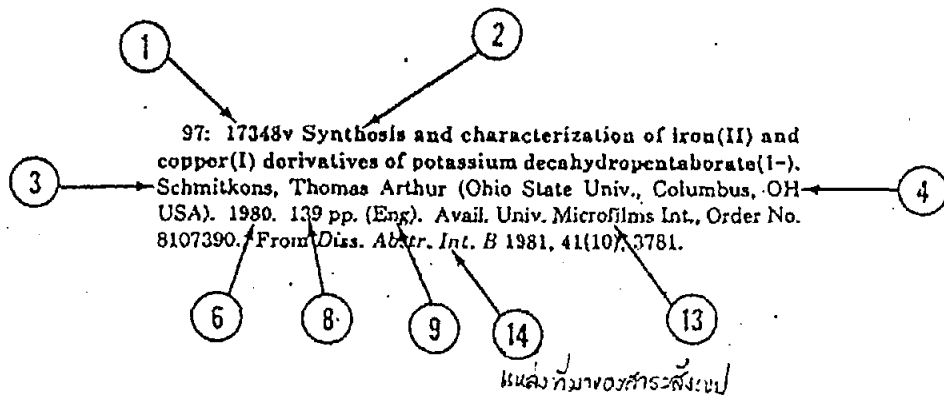 1
2
97: 17348v Synthesis and characterization of iron(II) and
copper(I) derivatives of potassium decahydropentaborate(1-).
3
Schmitkons, Thomas Arthur (Ohio State Univ., Columbus, OH
4
USA). 1980. 139 pp. (Eng). Avail. Univ. Microfilms Int., Order No.
8107390. From Diss. Abstr. Int. B 1981, 41(10), 3781.
6
8
9
14
13
แหล่งที่มาของสาระสังเขป